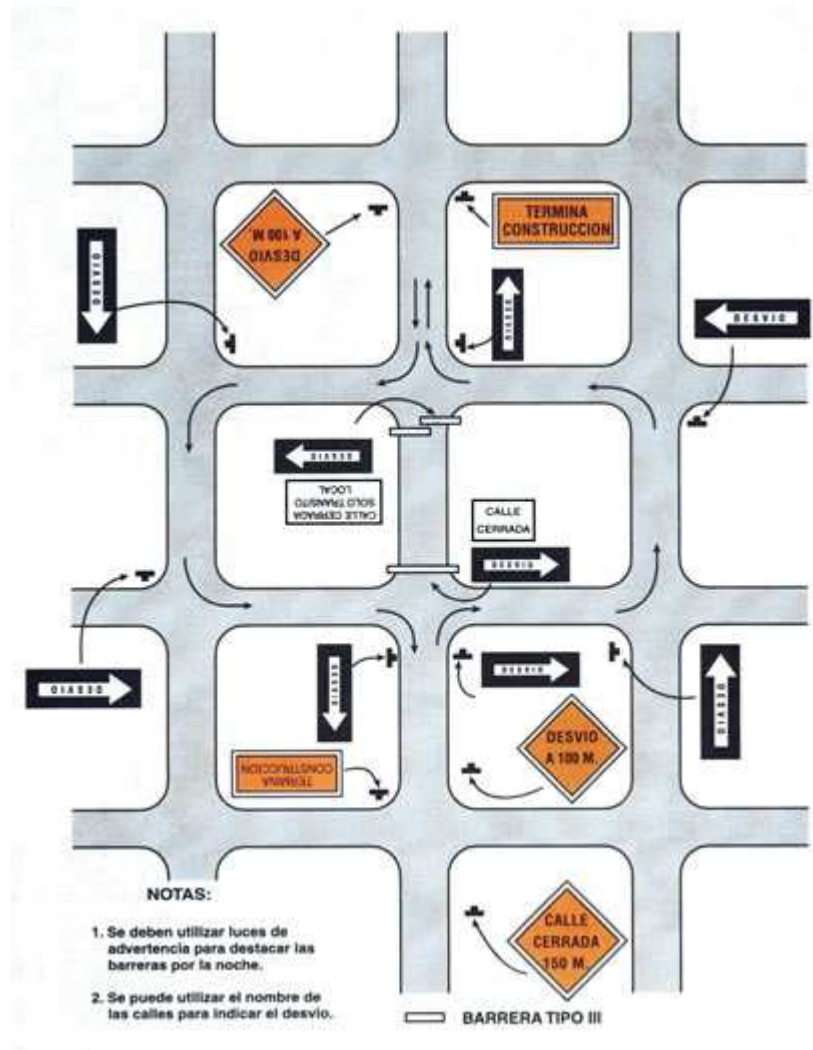 DESVIO
A 100 M.
TERMINA
CONSTRUCCION
DESVIO
DESVIO
DESVIO
DESVIO
CALLE CERRADA
SOLO TRANSITO
LOCAL
CALLE
CERRADA
DESVIO
DESVIO
DESVIO
DESVIO
DESVIO
DESVIO
A 100 M.
TERMINA
CONSTRUCCION
CALLE
CERRADA
150 M.
NOTAS:
1. Se deben utilizar luces de
advertencia para destacar las
barreras por la noche.
2. Se puede utilizar el nombre de
las calles para indicar el desvio.
BARRERA TIPO III